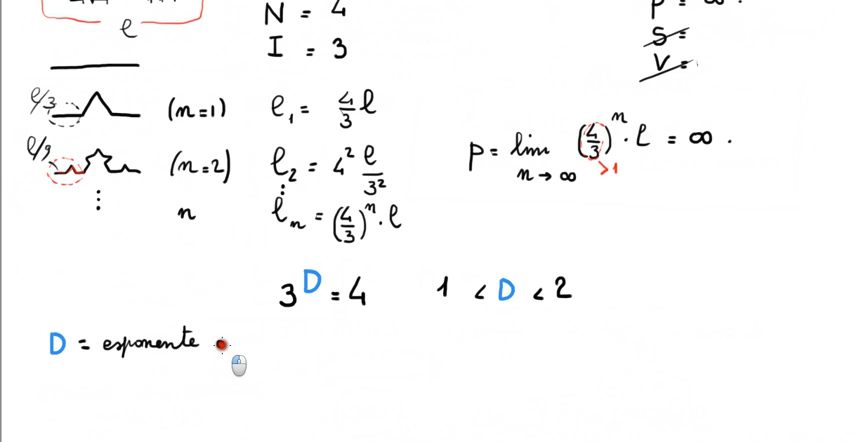 l
N = 4
I = 3
P = ∞ .
S =
V =
l/3
(n=1)
l₁ = 4/3 l
l/9
(n=2)
l₂ = 4² l/3²
⋮
n
⋮
lₙ = (4/3)ⁿ · l
P = lim n→∞ (4/3)ⁿ · l = ∞ .
>1
3ᴰ = 4
1 < D < 2
D = esponente